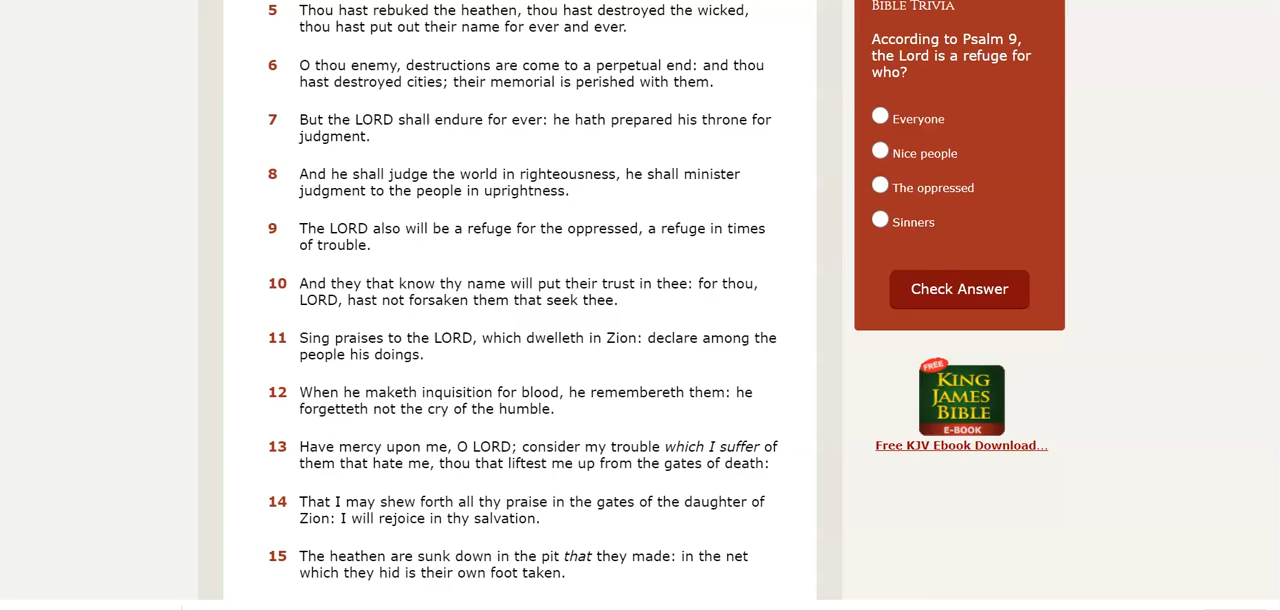 5 Thou hast rebuked the heathen, thou hast destroyed the wicked,
thou hast put out their name for ever and ever.
6 O thou enemy, destructions are come to a perpetual end: and thou
hast destroyed cities; their memorial is perished with them.
7 But the LORD shall endure for ever: he hath prepared his throne for
judgment.
8 And he shall judge the world in righteousness, he shall minister
judgment to the people in uprightness.
9 The LORD also will be a refuge for the oppressed, a refuge in times
of trouble.
10 And they that know thy name will put their trust in thee: for thou,
LORD, hast not forsaken them that seek thee.
11 Sing praises to the LORD, which dwelleth in Zion: declare among the
people his doings.
12 When he maketh inquisition for blood, he remembereth them: he
forgetteth not the cry of the humble.
13 Have mercy upon me, O LORD; consider my trouble which I suffer of
them that hate me, thou that liftest me up from the gates of death:
14 That I may shew forth all thy praise in the gates of the daughter of
Zion: I will rejoice in thy salvation.
15 The heathen are sunk down in the pit that they made: in the net
which they hid is their own foot taken.
BIBLE TRIVIA
According to Psalm 9,
the Lord is a refuge for
who?
Everyone
Nice people
The oppressed
Sinners
Check Answer
FREE
KING
JAMES
BIBLE
E-BOOK
Free KJV Ebook Download...